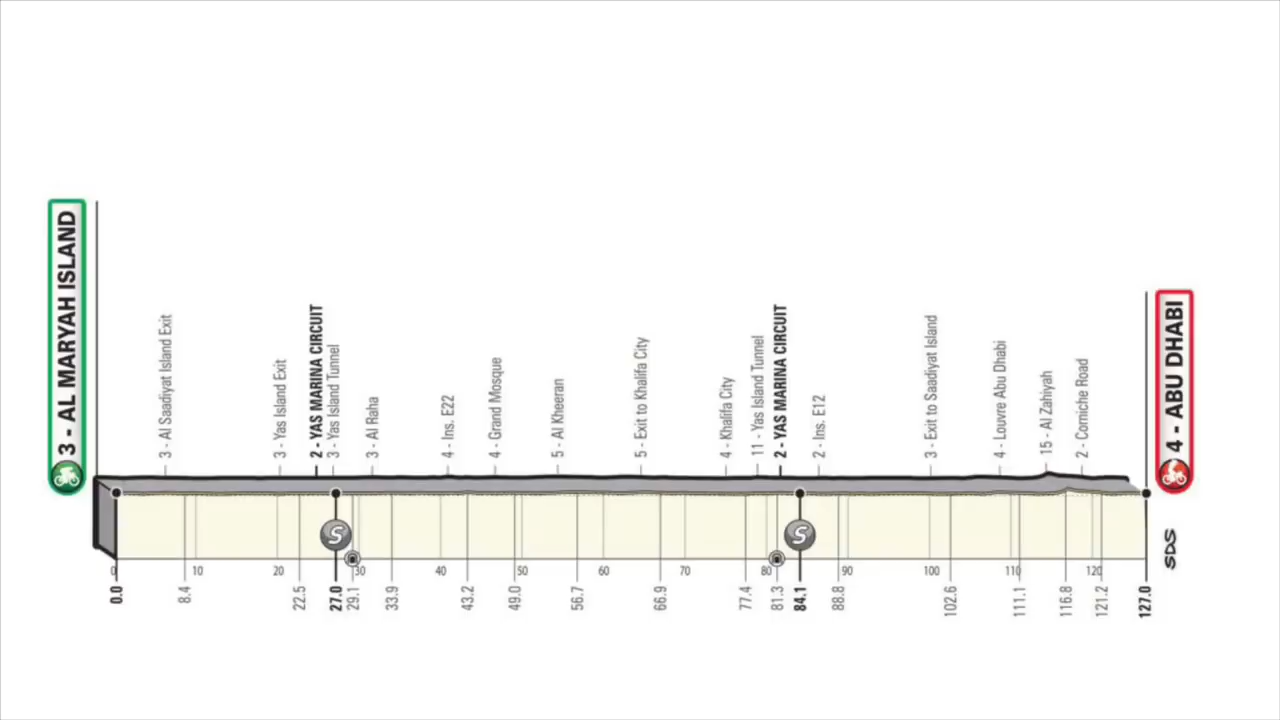 3 - AL MARYAH ISLAND
3 - Al Saadiyat Island Exit
3 - Yas Island Exit
2 - YAS MARINA CIRCUIT
3 - Yas Island Tunnel
3 - Al Raha
4 - Ins. E22
4 - Grand Mosque
5 - Al Kheeran
5 - Exit to Khalifa City
4 - Khalifa City
11 - Yas Island Tunnel
2 - YAS MARINA CIRCUIT
2 - Ins. E12
3 - Exit to Saadiyat Island
4 - Louvre Abu Dhabi
15 - Al Zahiyah
2 - Corniche Road
4 - ABU DHABI
S
S
SDS
0 10 20 30 40 50 60 70 80 90 100 110 120
0.0 8.4 22.5 27.0 29.1 33.9 43.2 49.0 56.7 66.9 77.4 81.3 84.1 88.8 102.6 111.1 116.8 121.2 127.0